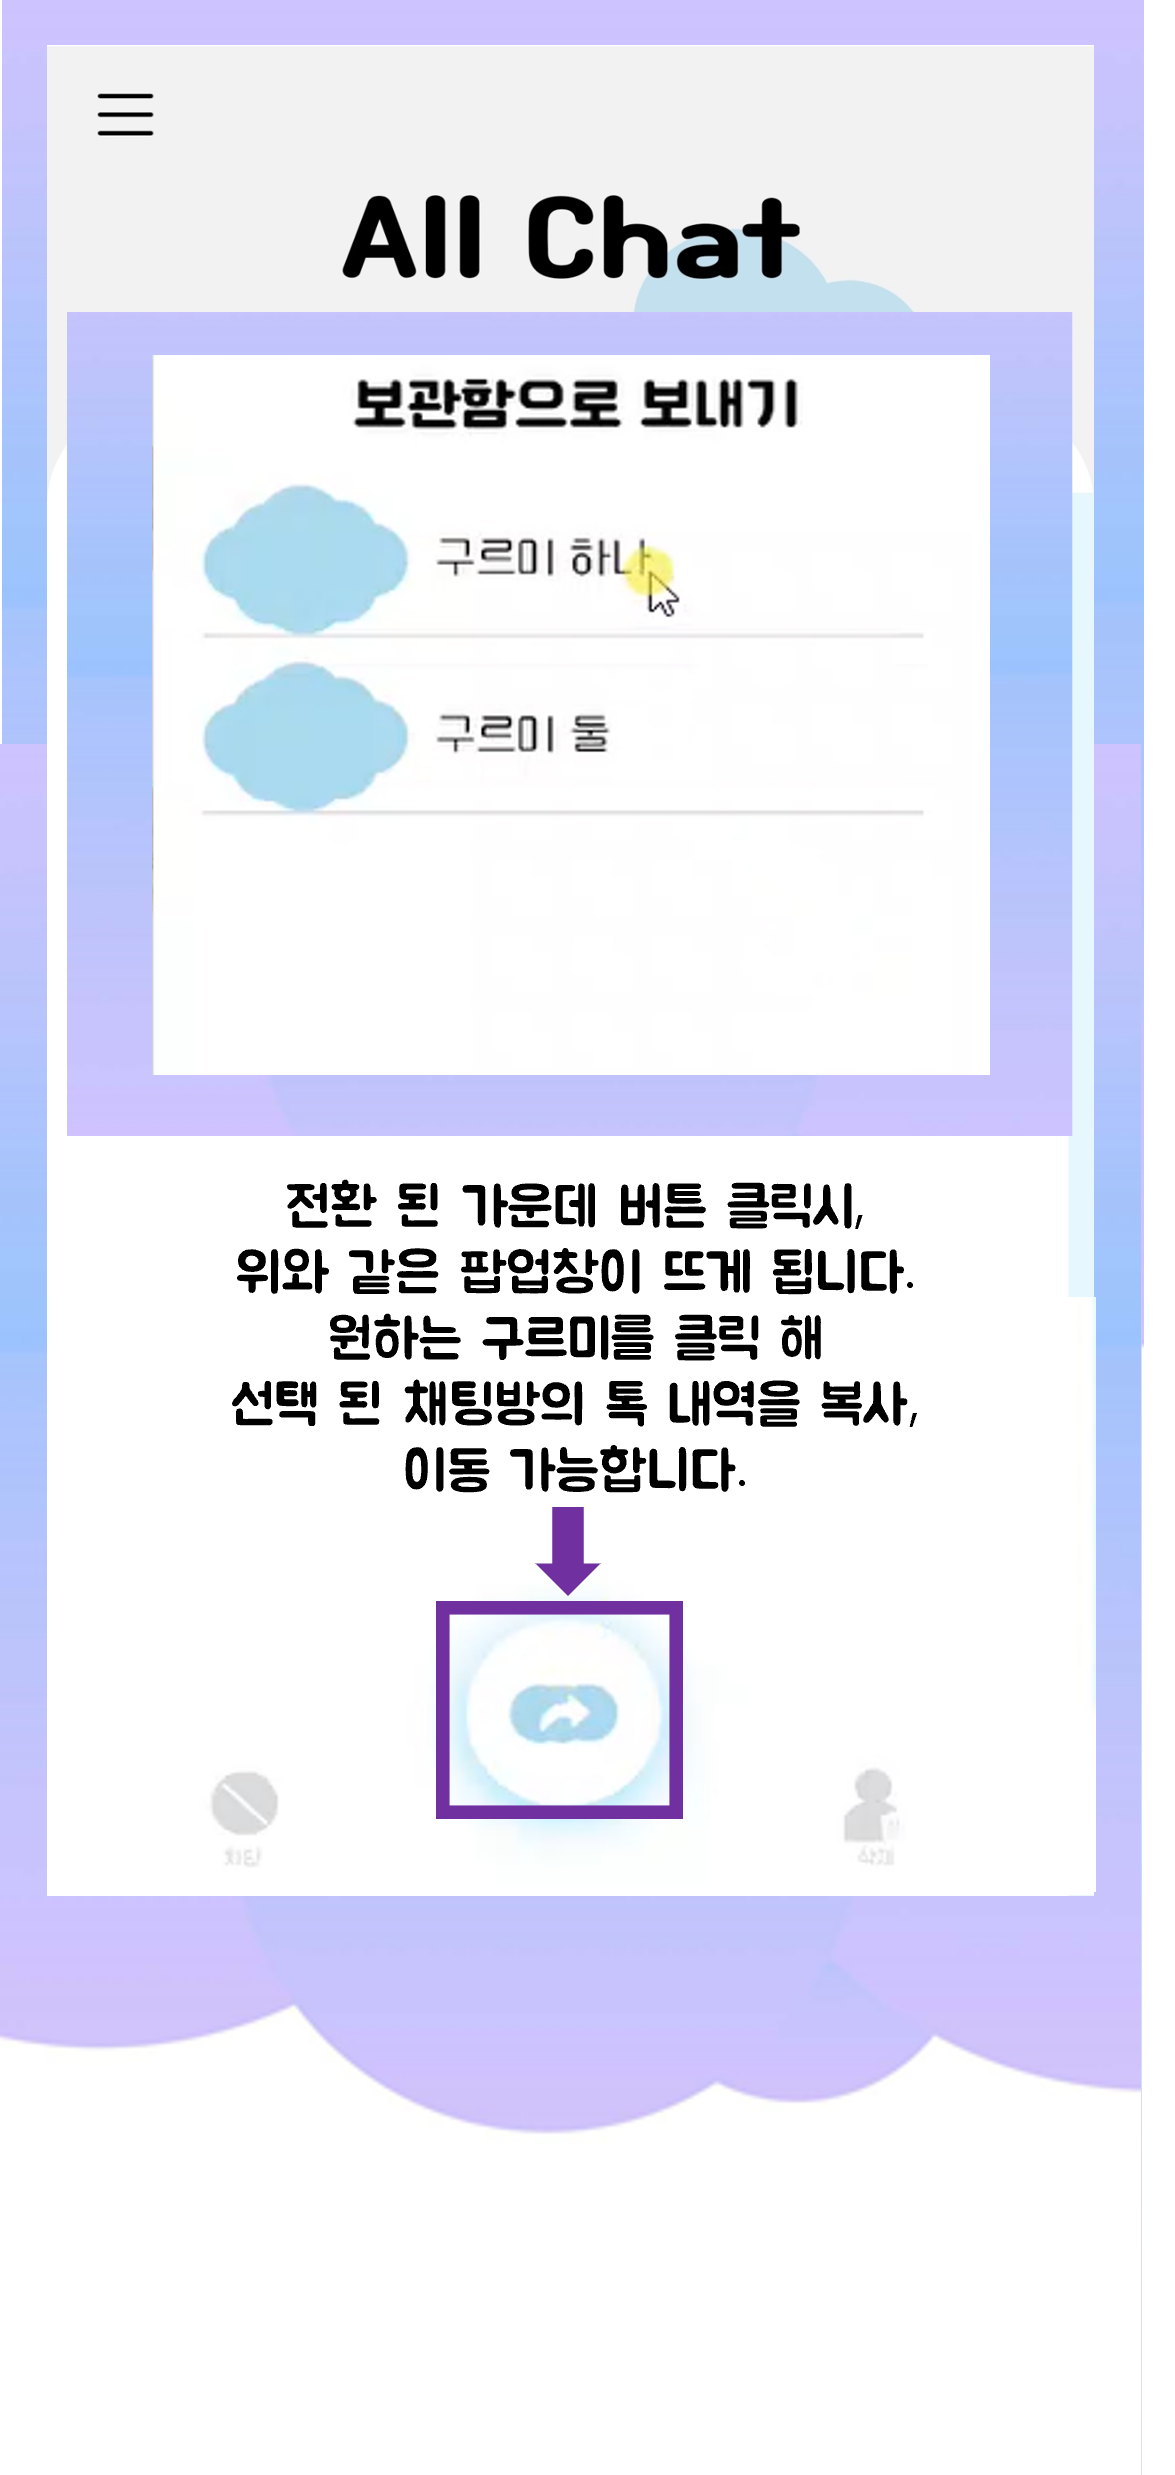 All Chat
보관함으로 보내기
구르미 하나
구르미 둘
전환 된 가운데 버튼 클릭시,
위와 같은 팝업창이 뜨게 됩니다.
원하는 구르미를 클릭 해
선택 된 채팅방의 톡 내역을 복사,
이동 가능합니다.
차단
삭제